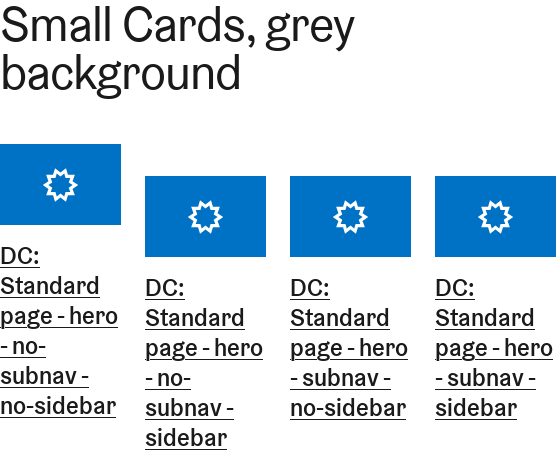 Small Cards, grey
background
DC:
Standard
page - hero
- no-
subnav -
no-sidebar
DC:
Standard
page - hero
- no-
subnav -
sidebar
DC:
Standard
page - hero
- subnav -
no-sidebar
DC:
Standard
page - hero
- subnav -
sidebar